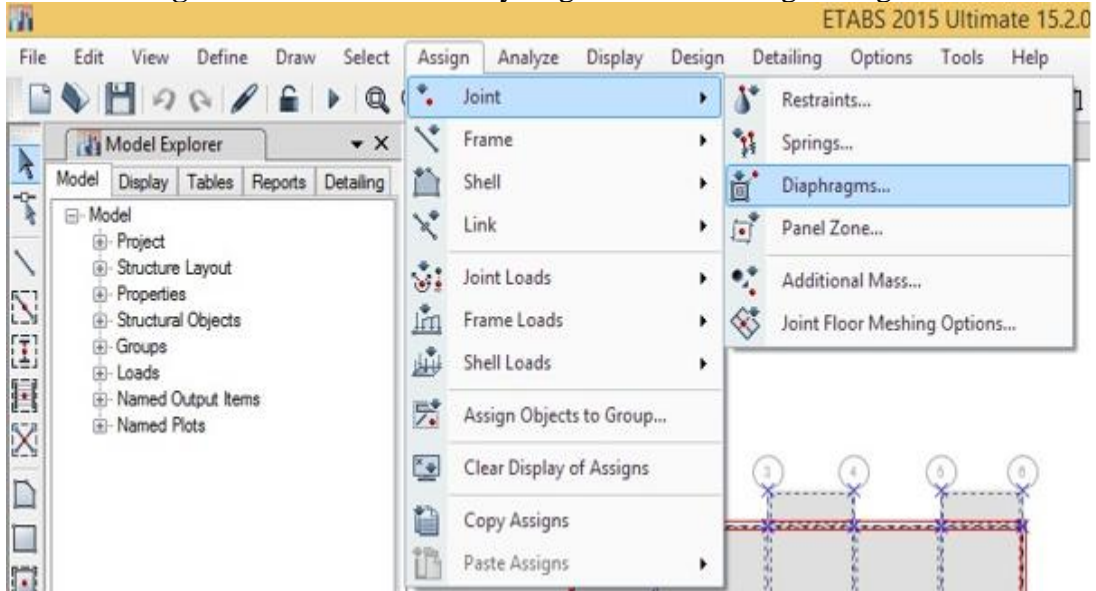 ETABS 2015 Ultimate 15.2.0
File Edit View Define Draw Select Assign Analyze Display Design Detailing Options Tools Help
Model Explorer
Model Display Tables Reports Detailing
Model
Project
Structure Layout
Properties
Structural Objects
Groups
Loads
Named Output Items
Named Plots
Joint
Frame
Shell
Link
Joint Loads
Frame Loads
Shell Loads
Assign Objects to Group...
Clear Display of Assigns
Copy Assigns
Paste Assigns
Restraints...
Springs...
Diaphragms...
Panel Zone...
Additional Mass...
Joint Floor Meshing Options...
3 4